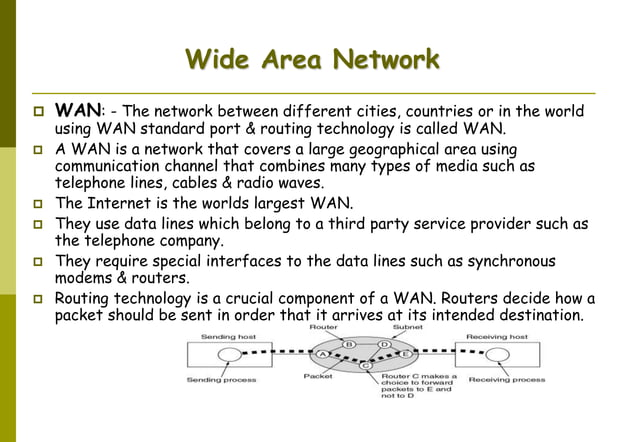 Wide Area Network
WAN: - The network between different cities, countries or in the world
using WAN standard port & routing technology is called WAN.
A WAN is a network that covers a large geographical area using
communication channel that combines many types of media such as
telephone lines, cables & radio waves.
The Internet is the worlds largest WAN.
They use data lines which belong to a third party service provider such as
the telephone company.
They require special interfaces to the data lines such as synchronous
modems & routers.
Routing technology is a crucial component of a WAN. Routers decide how a
packet should be sent in order that it arrives at its intended destination.
Router
Subnet
Sending host
Receiving host
B
D
A
E
C
Sending process
Packet
Router C makes a
choice to forward
packets to E and
not to D
Receiving process